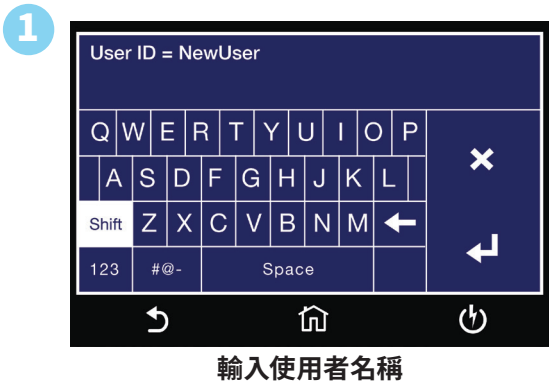 1
User ID = NewUser
Q W E R T Y U I O P
A S D F G H J K L
Shift Z X C V B N M
123 #@- Space
輸入使用者名稱